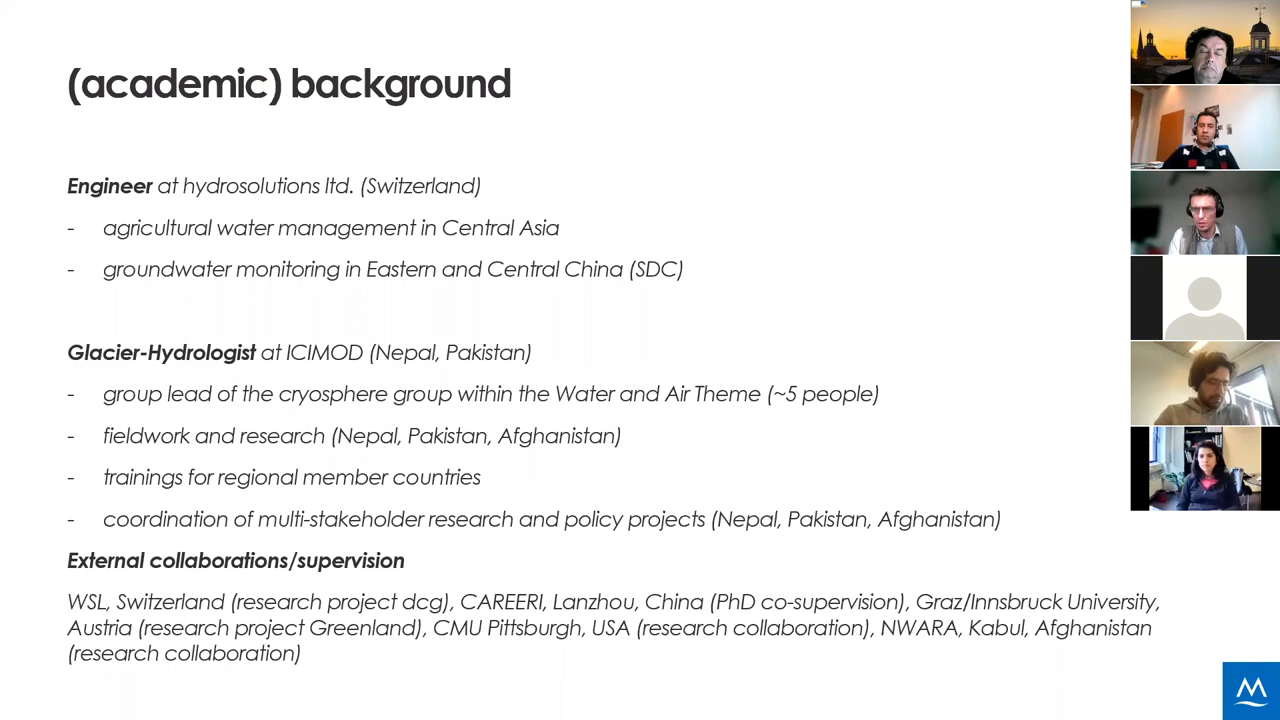 (academic) background
Engineer at hydrosolutions ltd. (Switzerland)
- agricultural water management in Central Asia
- groundwater monitoring in Eastern and Central China (SDC)
Glacier-Hydrologist at ICIMOD (Nepal, Pakistan)
- group lead of the cryosphere group within the Water and Air Theme (~5 people)
- fieldwork and research (Nepal, Pakistan, Afghanistan)
- trainings for regional member countries
- coordination of multi-stakeholder research and policy projects (Nepal, Pakistan, Afghanistan)
External collaborations/supervision
WSL, Switzerland (research project dcg), CAREERI, Lanzhou, China (PhD co-supervision), Graz/Innsbruck University,
Austria (research project Greenland), CMU Pittsburgh, USA (research collaboration), NWARA, Kabul, Afghanistan
(research collaboration)